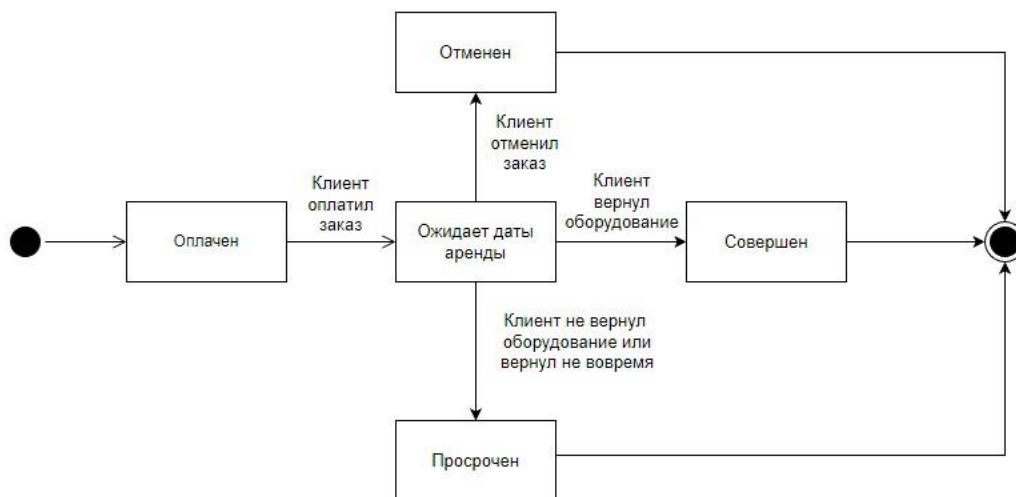 Отменен
Клиент
отменил
заказ
Клиент
оплатил
заказ
Клиент
вернул
оборудование
Оплачен
Ожидает даты
аренды
Совершен
Клиент не вернул
оборудование или
вернул не вовремя
Просрочен